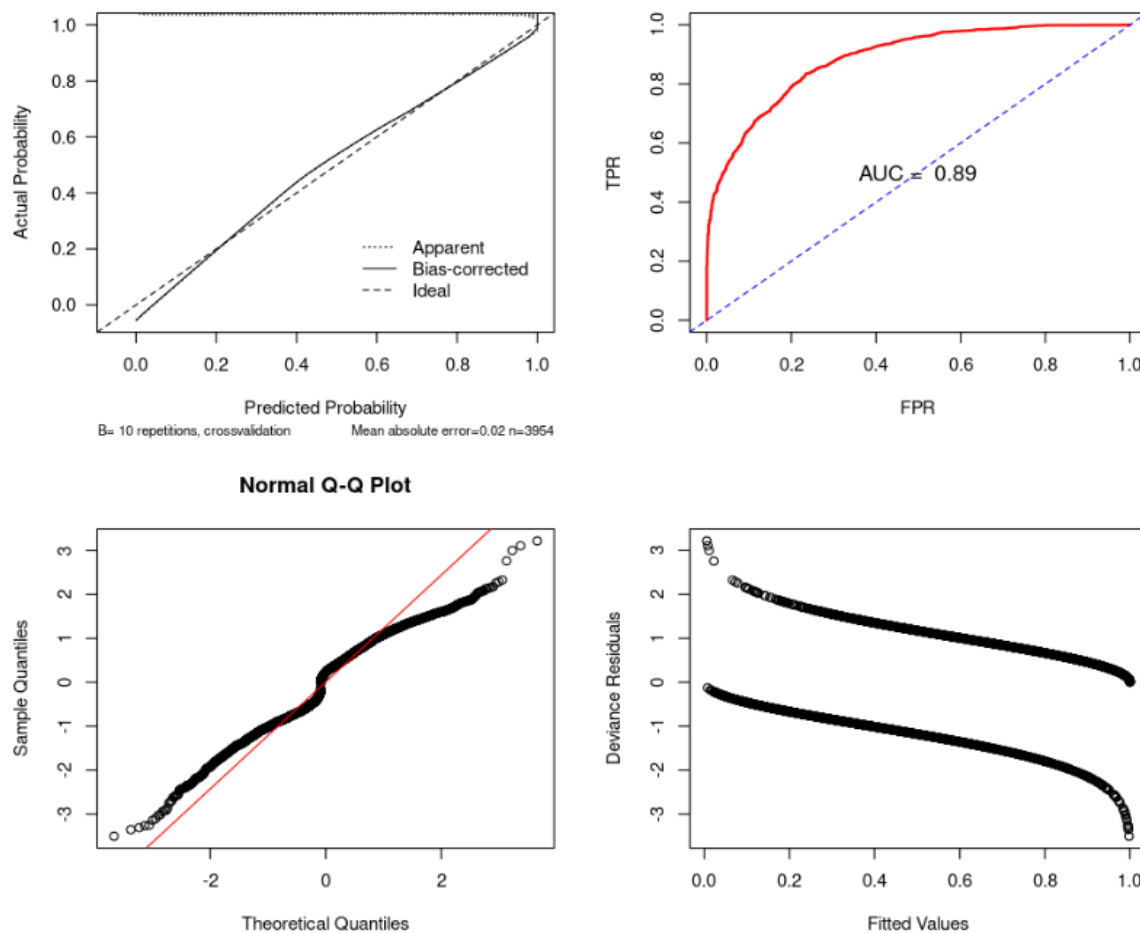 1.0
0.8
0.6
0.4
0.2
0.0
Actual Probability
Apparent
Bias-corrected
Ideal
0.0 0.2 0.4 0.6 0.8 1.0
Predicted Probability
B= 10 repetitions, crossvalidation Mean absolute error=0.02 n=3954
1.0
0.8
0.6
0.4
0.2
0.0
TPR
AUC = 0.89
0.0 0.2 0.4 0.6 0.8 1.0
FPR
Normal Q-Q Plot
3
2
1
0
-1
-2
-3
Sample Quantiles
-2 0 2
Theoretical Quantiles
3
2
1
0
-1
-2
-3
Deviance Residuals
0.0 0.2 0.4 0.6 0.8 1.0
Fitted Values